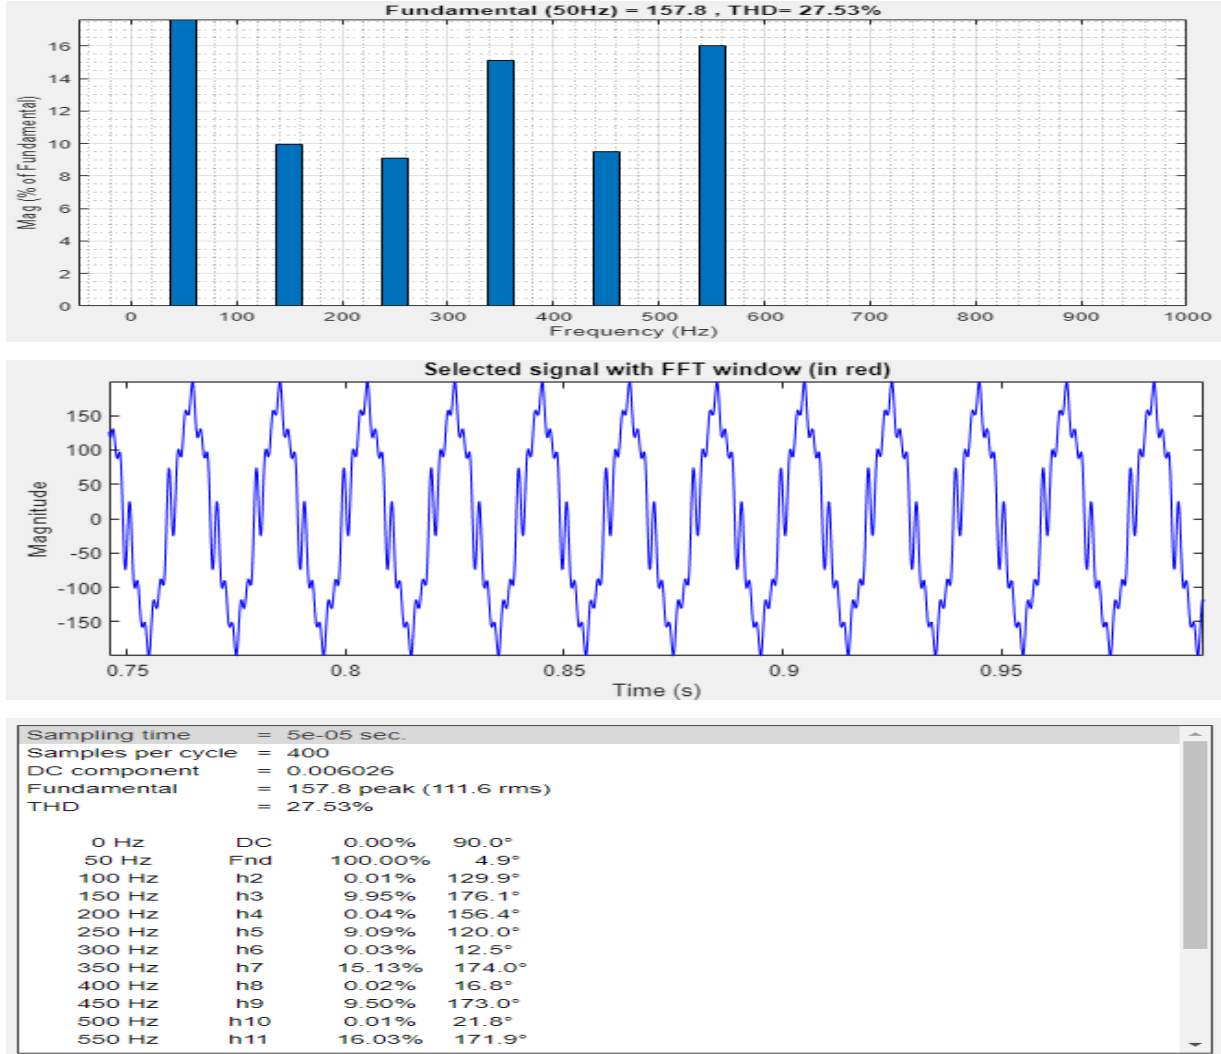 Fundamental (50Hz) = 157.8 , THD= 27.53%
16
14
12
10
8
6
4
2
0
Mag (% of Fundamental)
0 100 200 300 400 500 600 700 800 900 1000
Frequency (Hz)
Selected signal with FFT window (in red)
150
100
50
0
-50
-100
-150
Magnitude
0.75 0.8 0.85 0.9 0.95
Time (s)
Sampling time = 5e-05 sec.
Samples per cycle = 400
DC component = 0.006026
Fundamental = 157.8 peak (111.6 rms)
THD = 27.53%
0 Hz DC 0.00% 90.0°
50 Hz Fnd 100.00% 4.9°
100 Hz h2 0.01% 129.9°
150 Hz h3 9.95% 176.1°
200 Hz h4 0.04% 156.4°
250 Hz h5 9.09% 120.0°
300 Hz h6 0.03% 12.5°
350 Hz h7 15.13% 174.0°
400 Hz h8 0.02% 16.8°
450 Hz h9 9.50% 173.0°
500 Hz h10 0.01% 21.8°
550 Hz h11 16.03% 171.9°